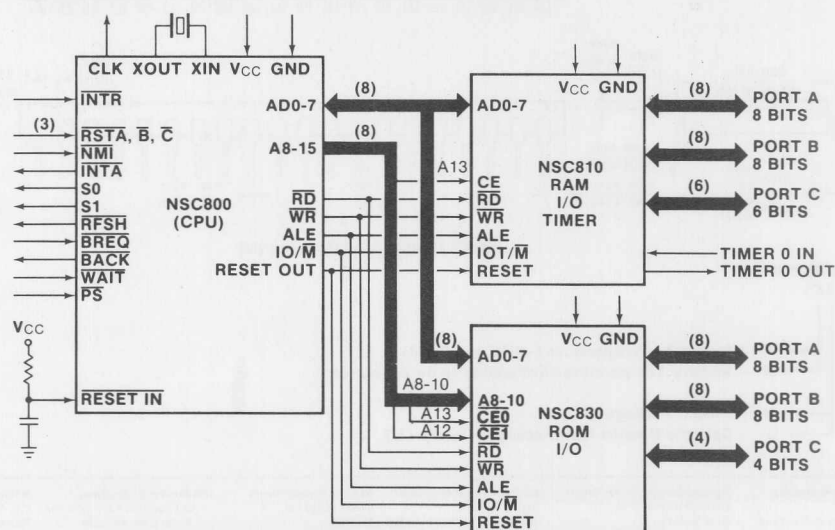 CLK XOUT XIN VCC GND
INTR
(3)
RSTA, B, C
NMI
INTA
S0
S1
RFSH
BREQ
BACK
WAIT
PS
VCC
RESET IN
NSC800
(CPU)
AD0-7
A8-15
RD
WR
ALE
IO/M
RESET OUT
(8)
(8)
A13
VCC GND
AD0-7
CE
RD
WR
ALE
IOT/M
RESET
NSC810
RAM
I/O
TIMER
(8) PORT A
8 BITS
(8) PORT B
8 BITS
(6) PORT C
6 BITS
TIMER 0 IN
TIMER 0 OUT
(8)
A8-10
A13
A12
VCC GND
AD0-7
A8-10
CE0
CE1
RD
WR
ALE
IO/M
RESET
NSC830
ROM
I/O
(8) PORT A
8 BITS
(8) PORT B
8 BITS
(4) PORT C
4 BITS